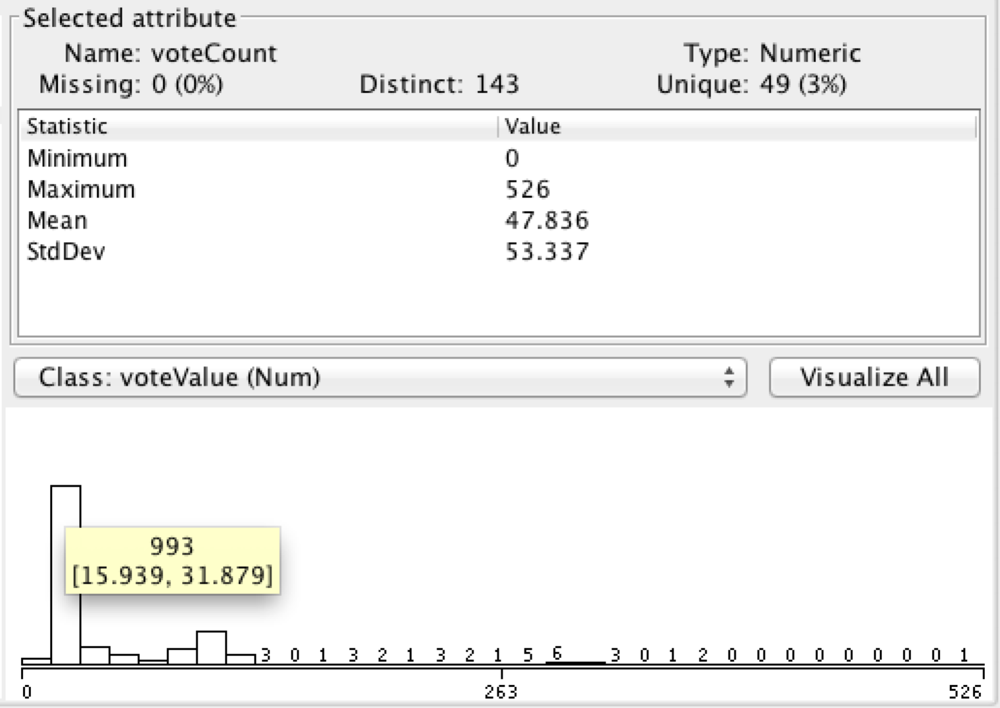 Selected attribute
Name: voteCount Type: Numeric
Missing: 0 (0%) Distinct: 143 Unique: 49 (3%)
Statistic Value
Minimum 0
Maximum 526
Mean 47.836
StdDev 53.337
Class: voteValue (Num) Visualize All
993
[15.939, 31.879]
3 0 1 3 2 1 3 2 1 5 6 3 0 1 2 0 0 0 0 0 0 0 0 1
0 263 526